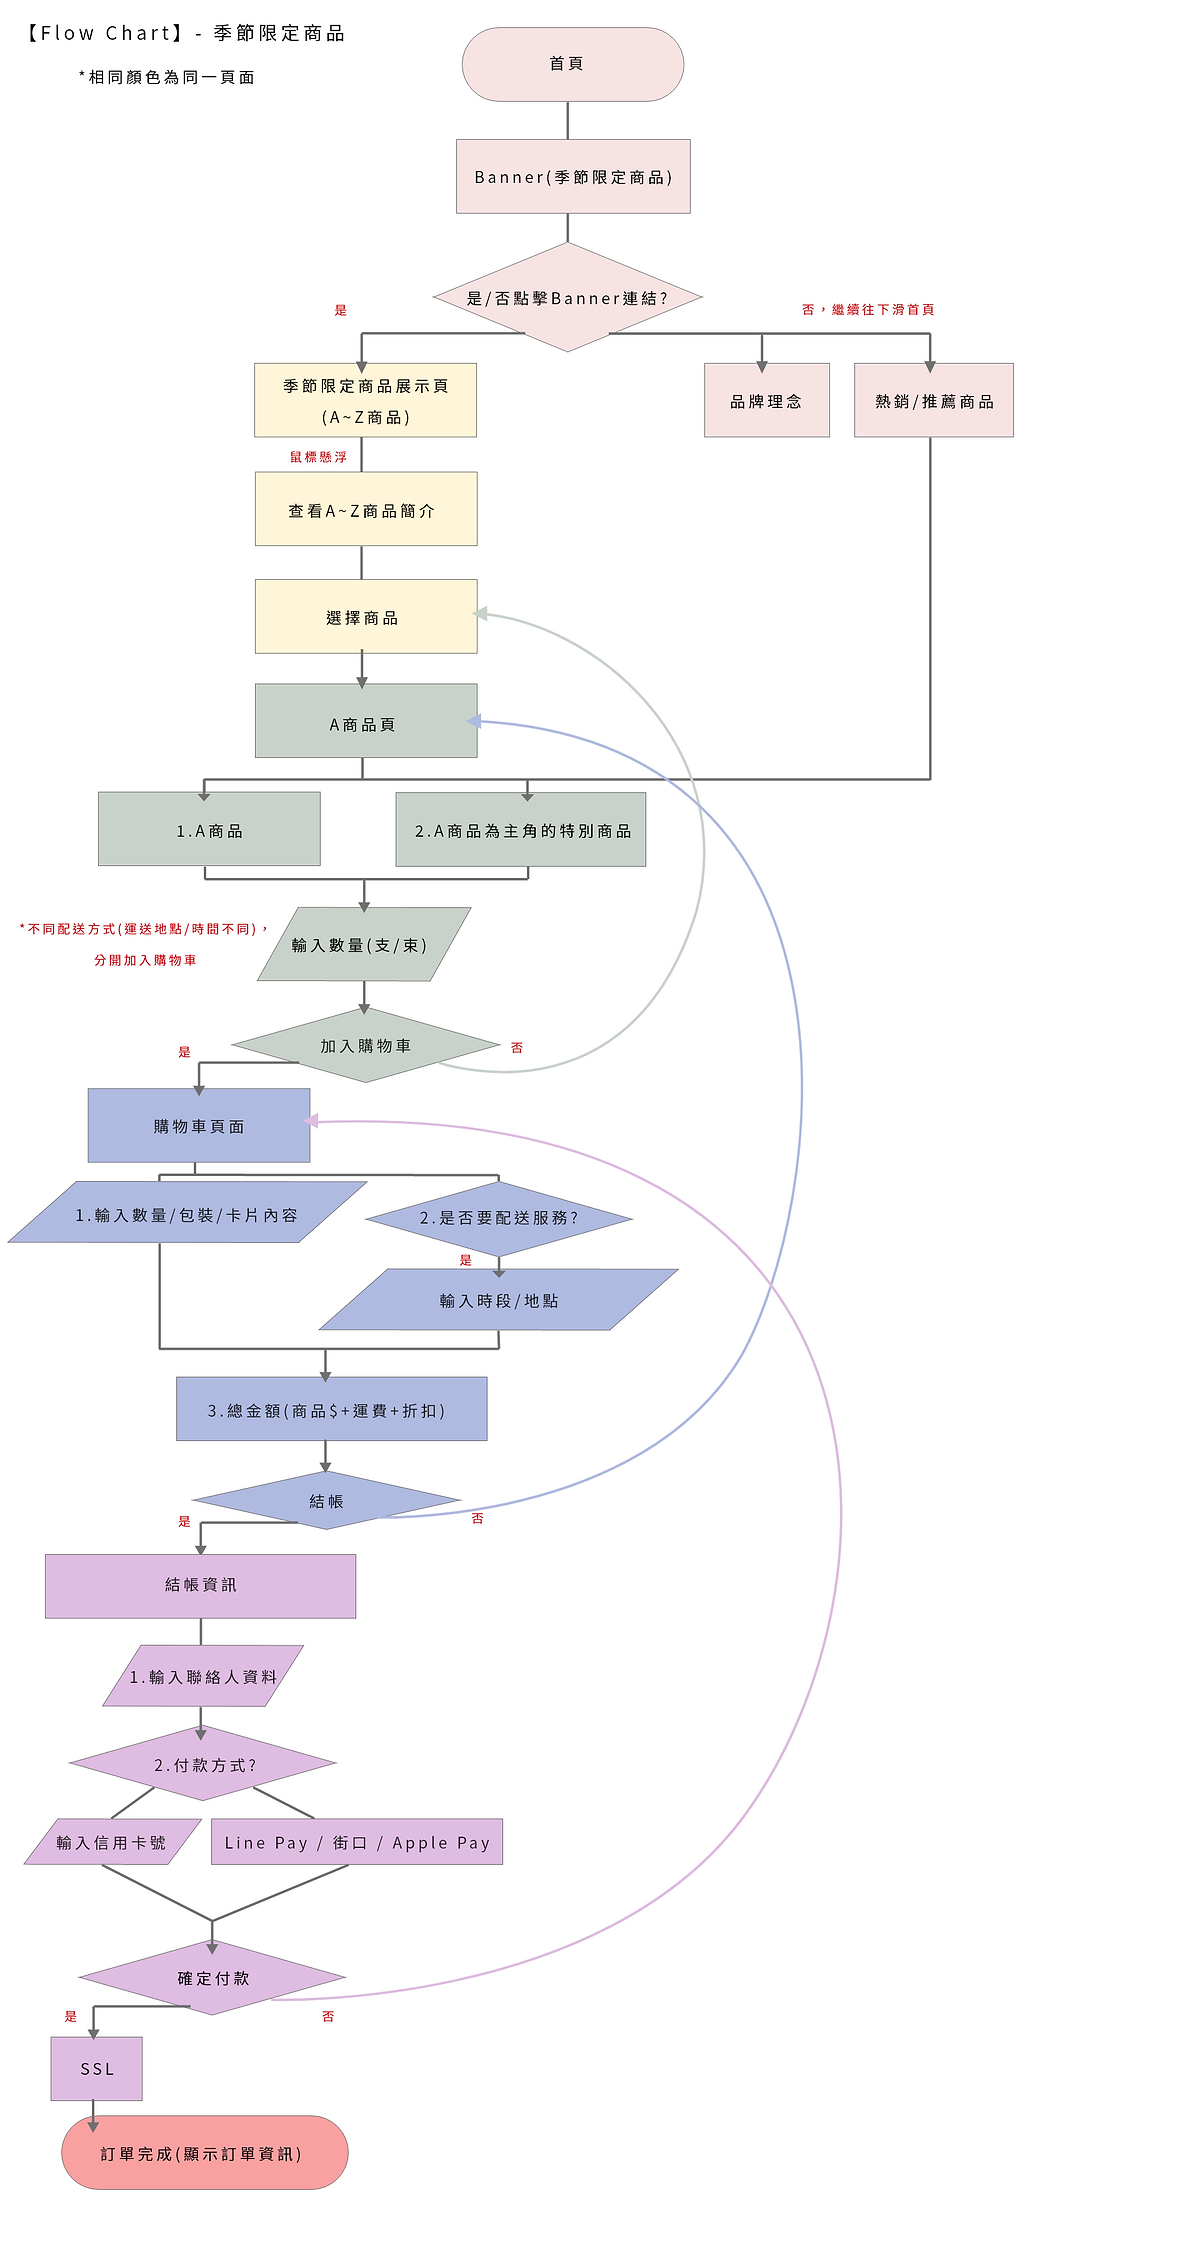 【Flow Chart】- 季節限定商品
*相同顏色為同一頁面
首頁
Banner(季節限定商品)
是/否點擊Banner連結?
是
否，繼續往下滑首頁
季節限定商品展示頁
(A~Z商品)
品牌理念
熱銷/推薦商品
鼠標懸浮
查看A~Z商品簡介
選擇商品
A商品頁
1.A商品
2.A商品為主角的特別商品
*不同配送方式(運送地點/時間不同)，
分開加入購物車
輸入數量(支/束)
加入購物車
是
否
購物車頁面
1.輸入數量/包裝/卡片內容
2.是否要配送服務?
是
輸入時段/地點
3.總金額(商品$+運費+折扣)
結帳
是
否
結帳資訊
1.輸入聯絡人資料
2.付款方式?
輸入信用卡號
Line Pay / 街口 / Apple Pay
確定付款
是
否
SSL
訂單完成(顯示訂單資訊)